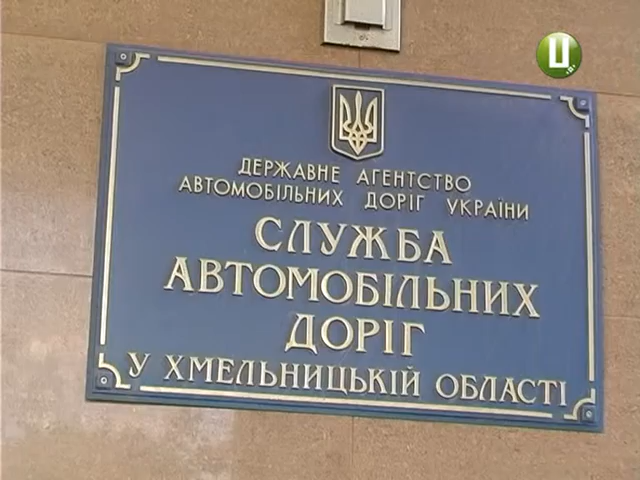 Ц
ДЕРЖАВНЕ АГЕНТСТВО
АВТОМОБІЛЬНИХ ДОРІГ УКРАЇНИ
СЛУЖБА
АВТОМОБІЛЬНИХ
ДОРІГ
У ХМЕЛЬНИЦЬКІЙ ОБЛАСТІ